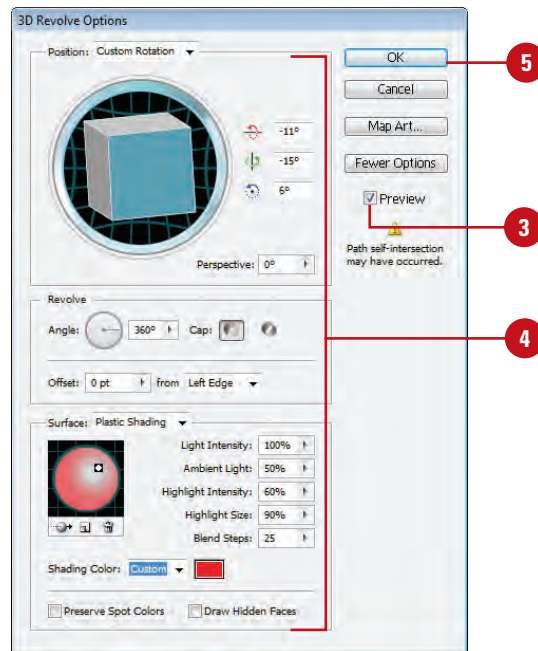 3D Revolve Options
Position: Custom Rotation
-11°
-15°
6°
Perspective: 0°
Revolve
Angle: 360° Cap:
Offset: 0 pt from Left Edge
Surface: Plastic Shading
Light Intensity: 100%
Ambient Light: 50%
Highlight Intensity: 60%
Highlight Size: 90%
Blend Steps: 25
Shading Color: Custom
Preserve Spot Colors Draw Hidden Faces
OK
Cancel
Map Art...
Fewer Options
Preview
Path self-intersection
may have occurred.
5
3
4